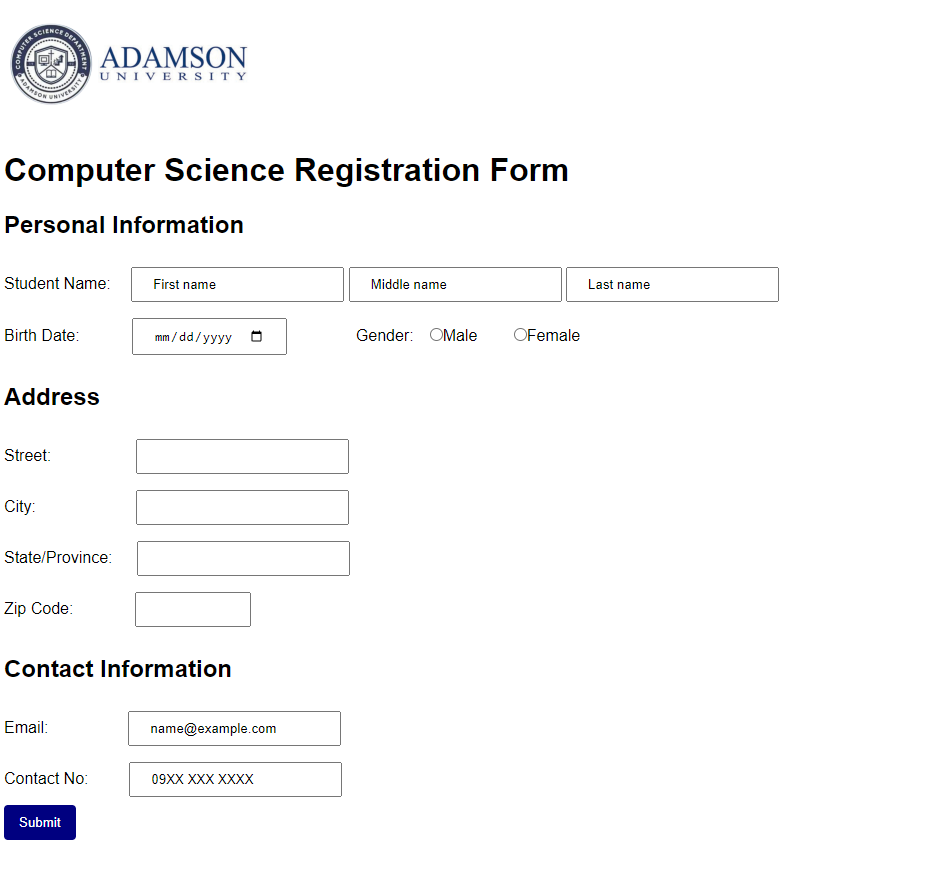 COMPUTER SCIENCE DEPARTMENT
ADAMSON UNIVERSITY
ADAMSON
UNIVERSITY
Computer Science Registration Form
Personal Information
Student Name: First name Middle name Last name
Birth Date: mm/dd/yyyy Gender: Male Female
Address
Street:
City:
State/Province:
Zip Code:
Contact Information
Email: name@example.com
Contact No: 09XX XXX XXXX
Submit